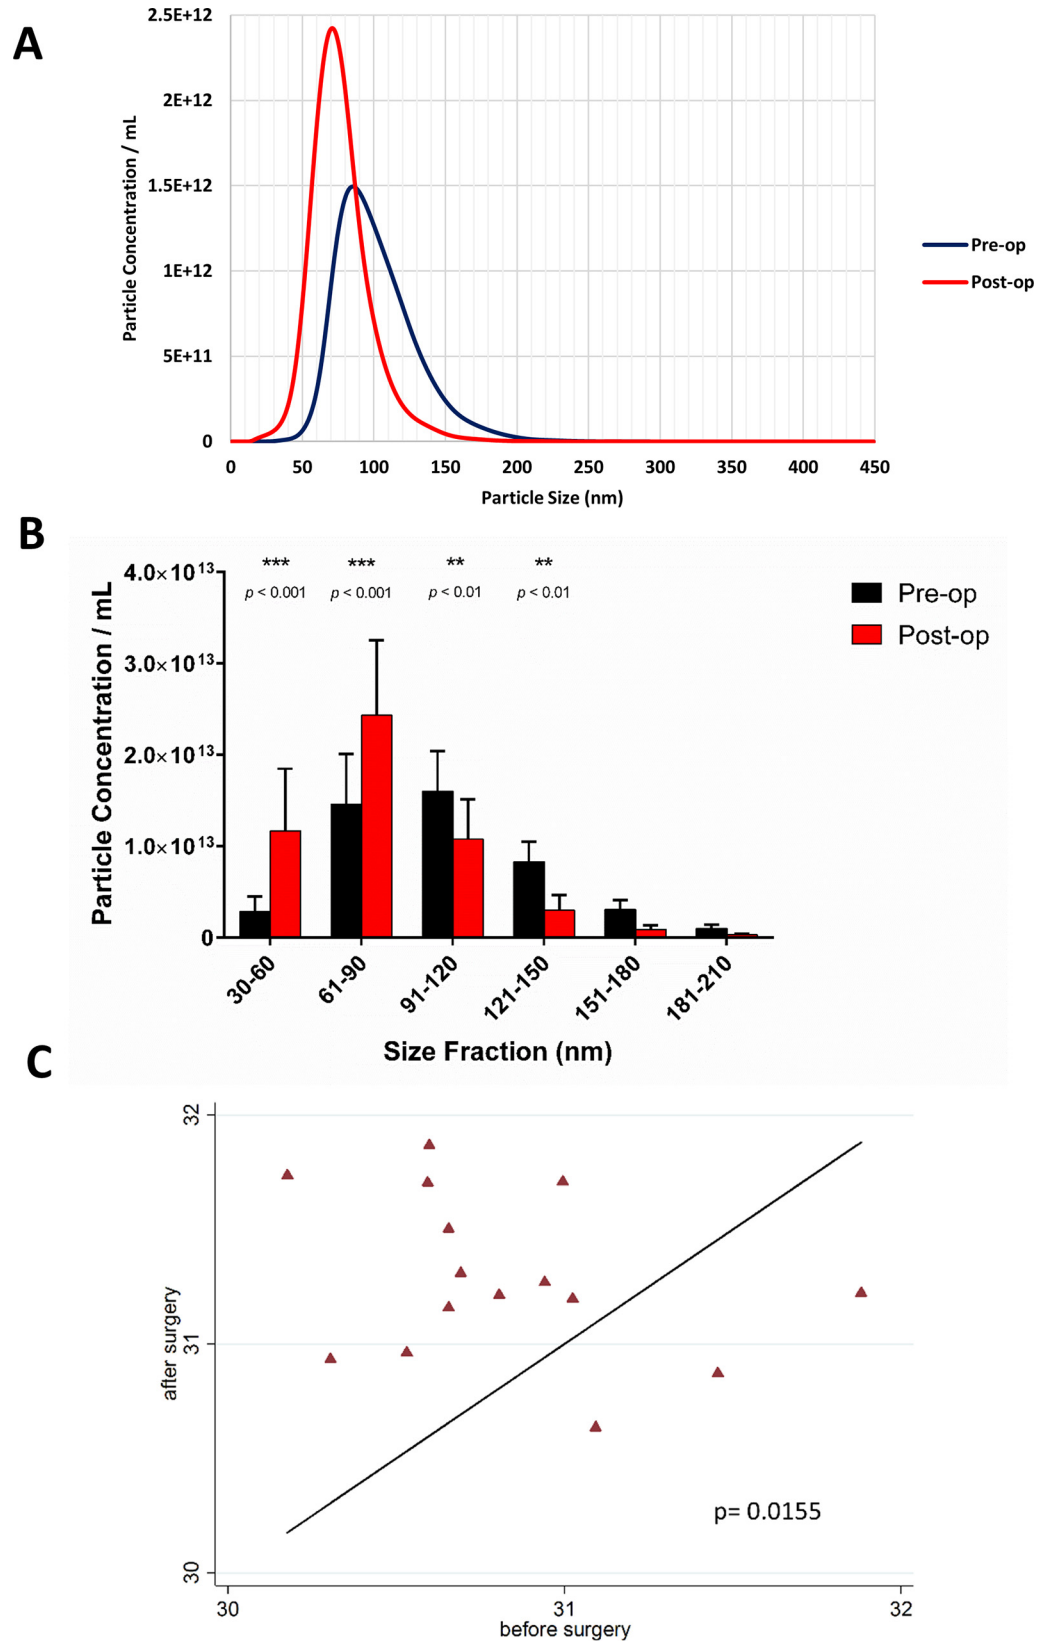 A
2.5E+12
2E+12
1.5E+12
1E+12
5E+11
0
Particle Concentration / mL
0 50 100 150 200 250 300 350 400 450
Particle Size (nm)
Pre-op
Post-op
B
*** *** ** **
p < 0.001 p < 0.001 p < 0.01 p < 0.01
4.0×10¹³
3.0×10¹³
2.0×10¹³
1.0×10¹³
0
Particle Concentration / mL
Pre-op
Post-op
30-60 61-90 91-120 121-150 151-180 181-210
Size Fraction (nm)
C
32
31
30
after surgery
p= 0.0155
30 31 32
before surgery